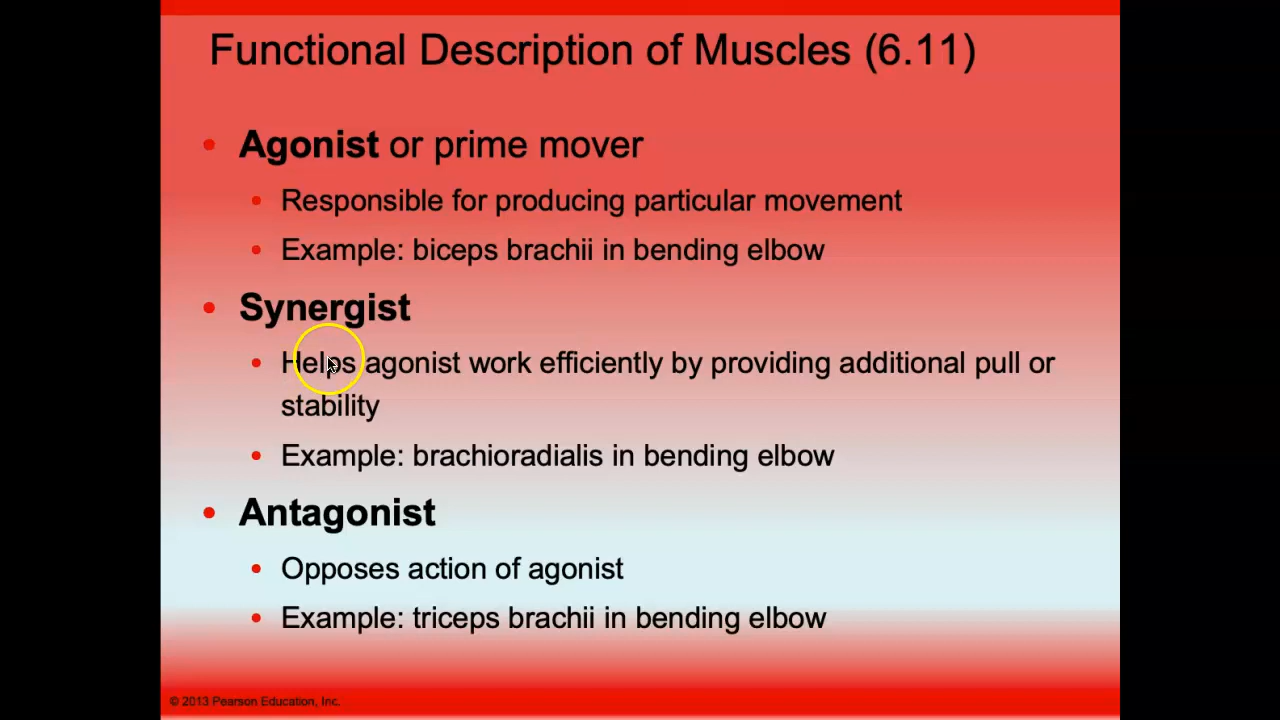 Functional Description of Muscles (6.11)
• Agonist or prime mover
• Responsible for producing particular movement
• Example: biceps brachii in bending elbow
• Synergist
• Helps agonist work efficiently by providing additional pull or
stability
• Example: brachioradialis in bending elbow
• Antagonist
• Opposes action of agonist
• Example: triceps brachii in bending elbow
© 2013 Pearson Education, Inc.